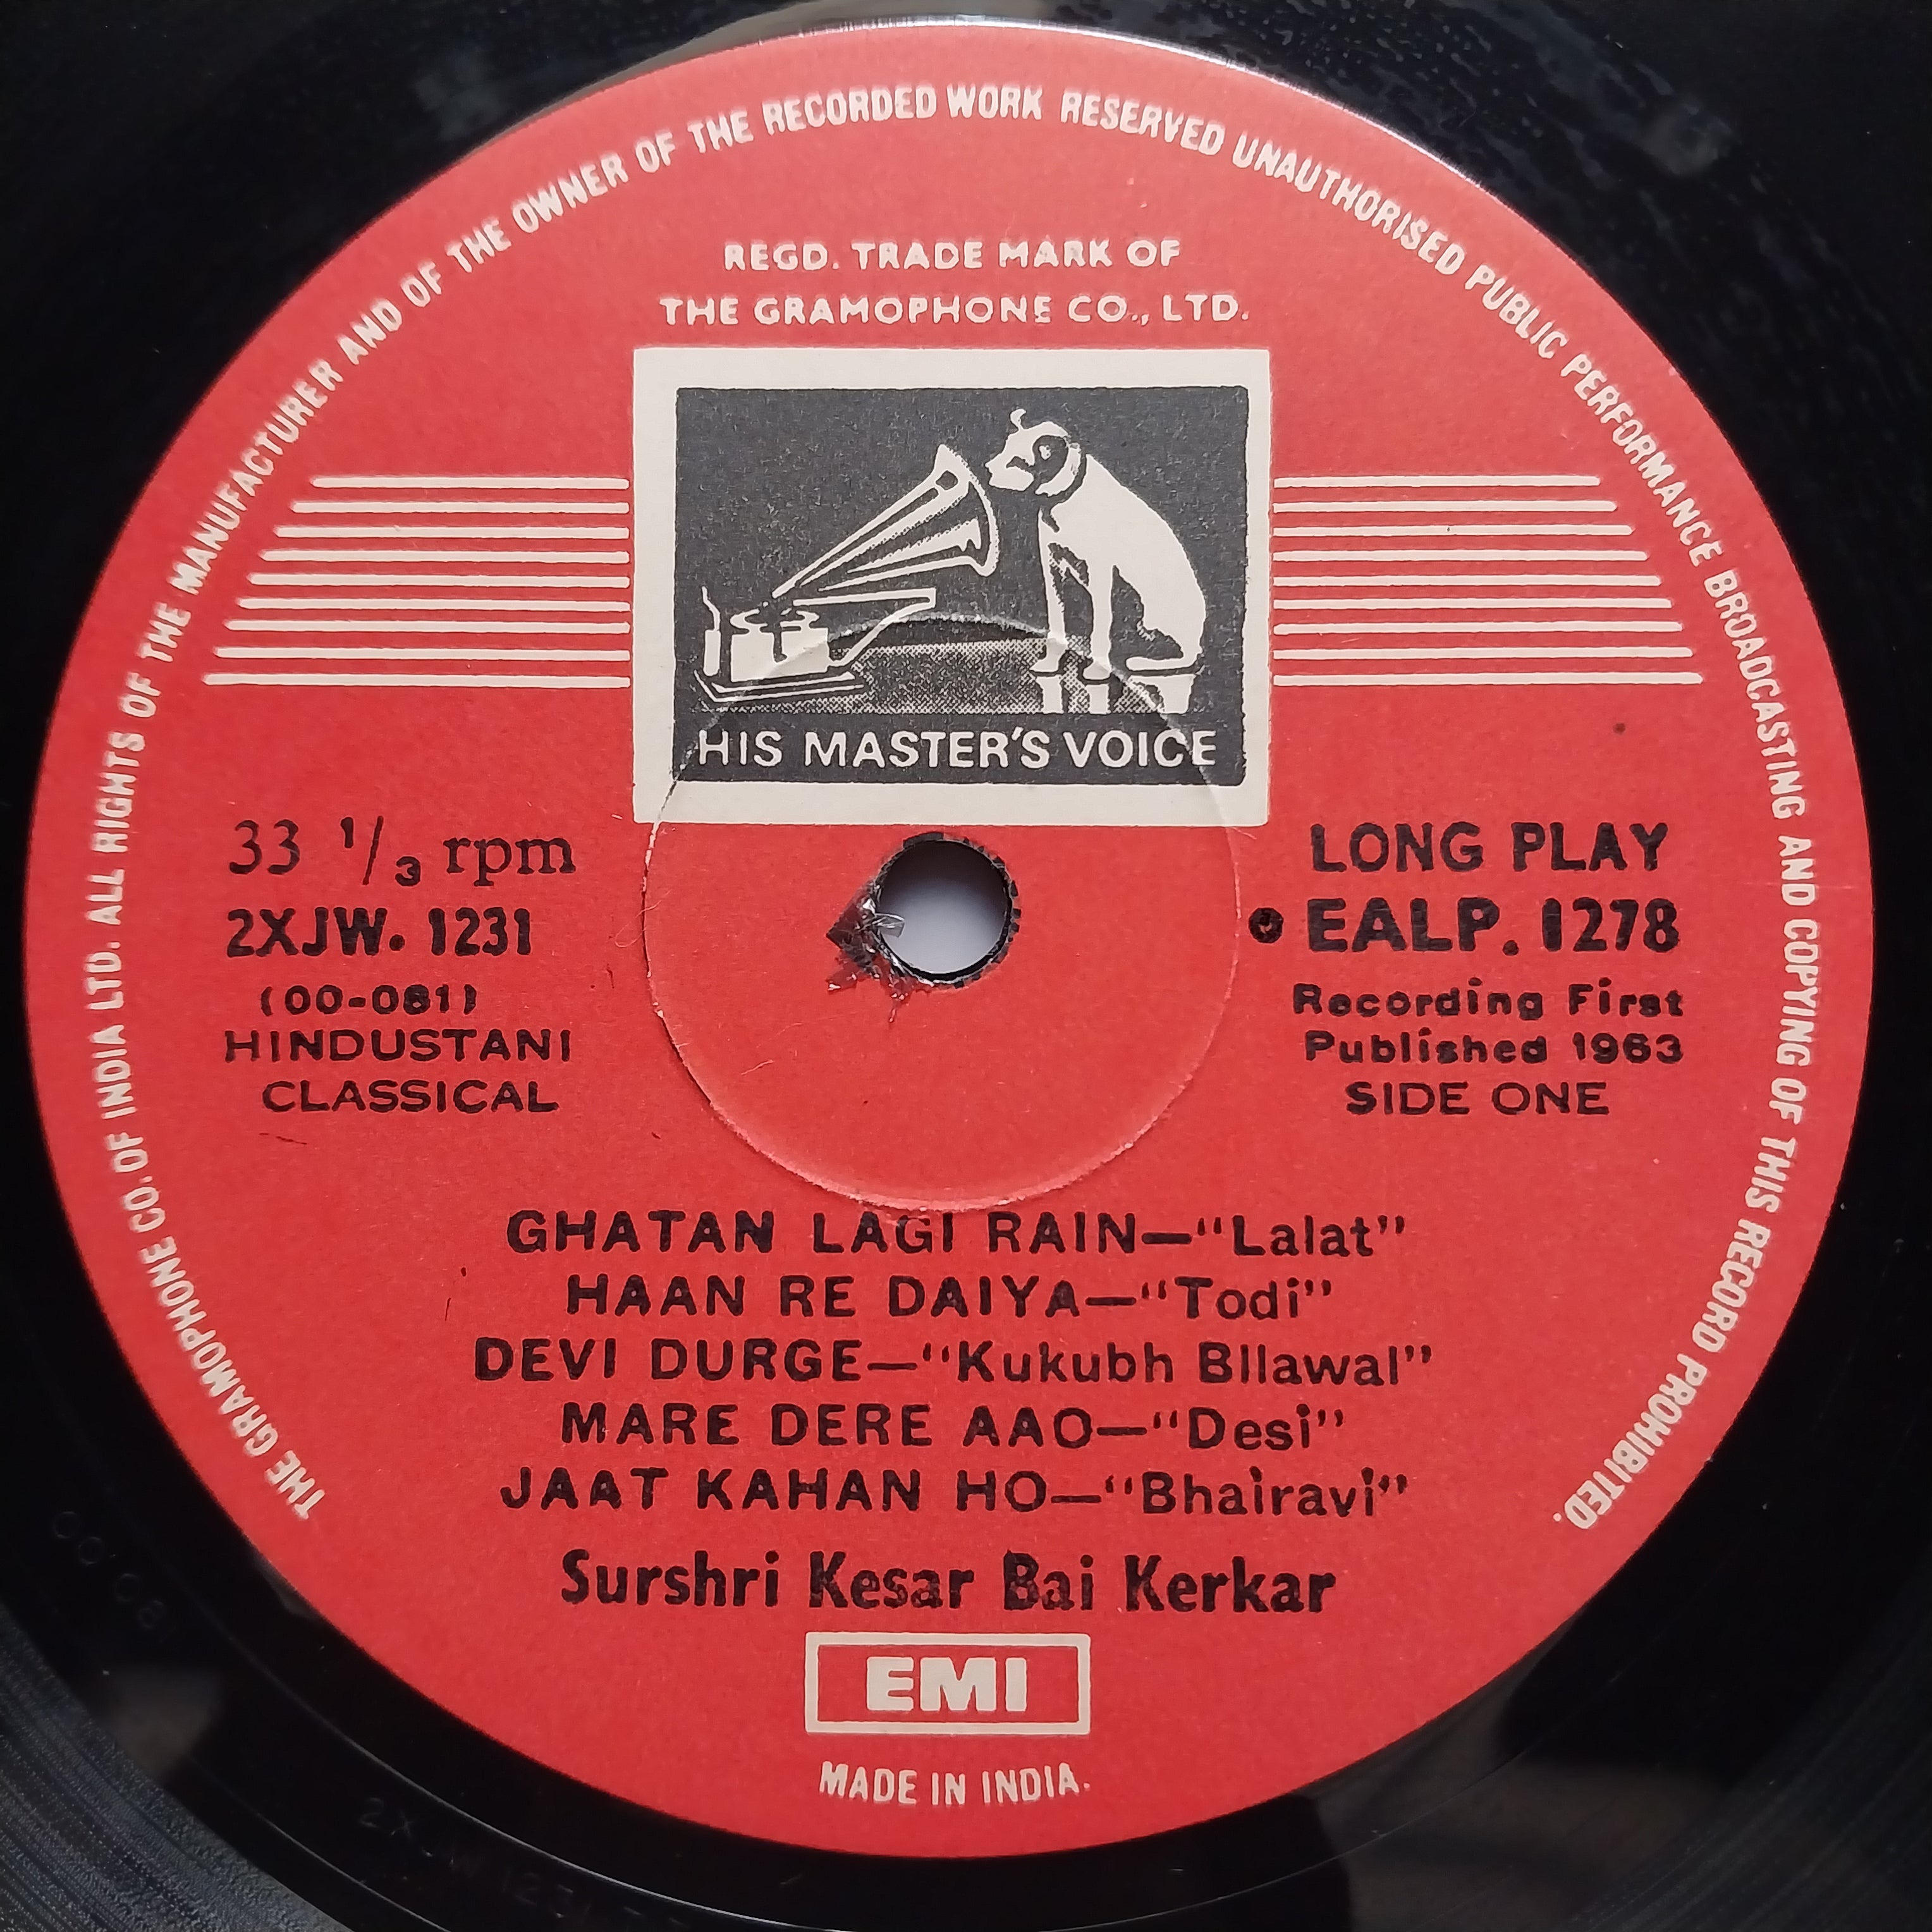 THE GRAMOPHONE CO. OF INDIA LTD. ALL RIGHTS OF THE MANUFACTURER AND OF THE OWNER OF THE RECORDED WORK RESERVED UNAUTHORISED PUBLIC PERFORMANCE BROADCASTING AND COPYING OF THIS RECORD PROHIBITED.
REGD. TRADE MARK OF
THE GRAMOPHONE CO., LTD.
HIS MASTER'S VOICE
33 1/3 rpm
2XJW. 1231
(00-081)
HINDUSTANI
CLASSICAL
LONG PLAY
EALP. 1278
Recording First
Published 1963
SIDE ONE
GHATAN LAGI RAIN—“Lalat”
HAAN RE DAIYA—“Todi”
DEVI DURGE—“Kukubh Bllawal”
MARE DERE AAO—“Desi”
JAAT KAHAN HO—“Bhairavi”
Surshri Kesar Bai Kerkar
EMI
MADE IN INDIA.